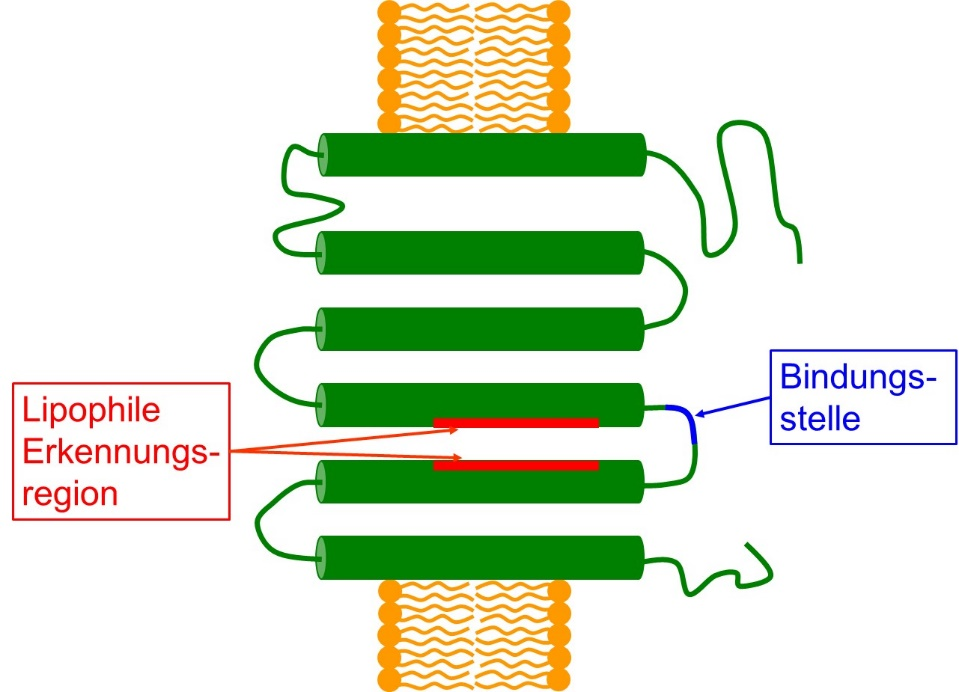 Lipophile
Erkennungs-
region
Bindungs-
stelle